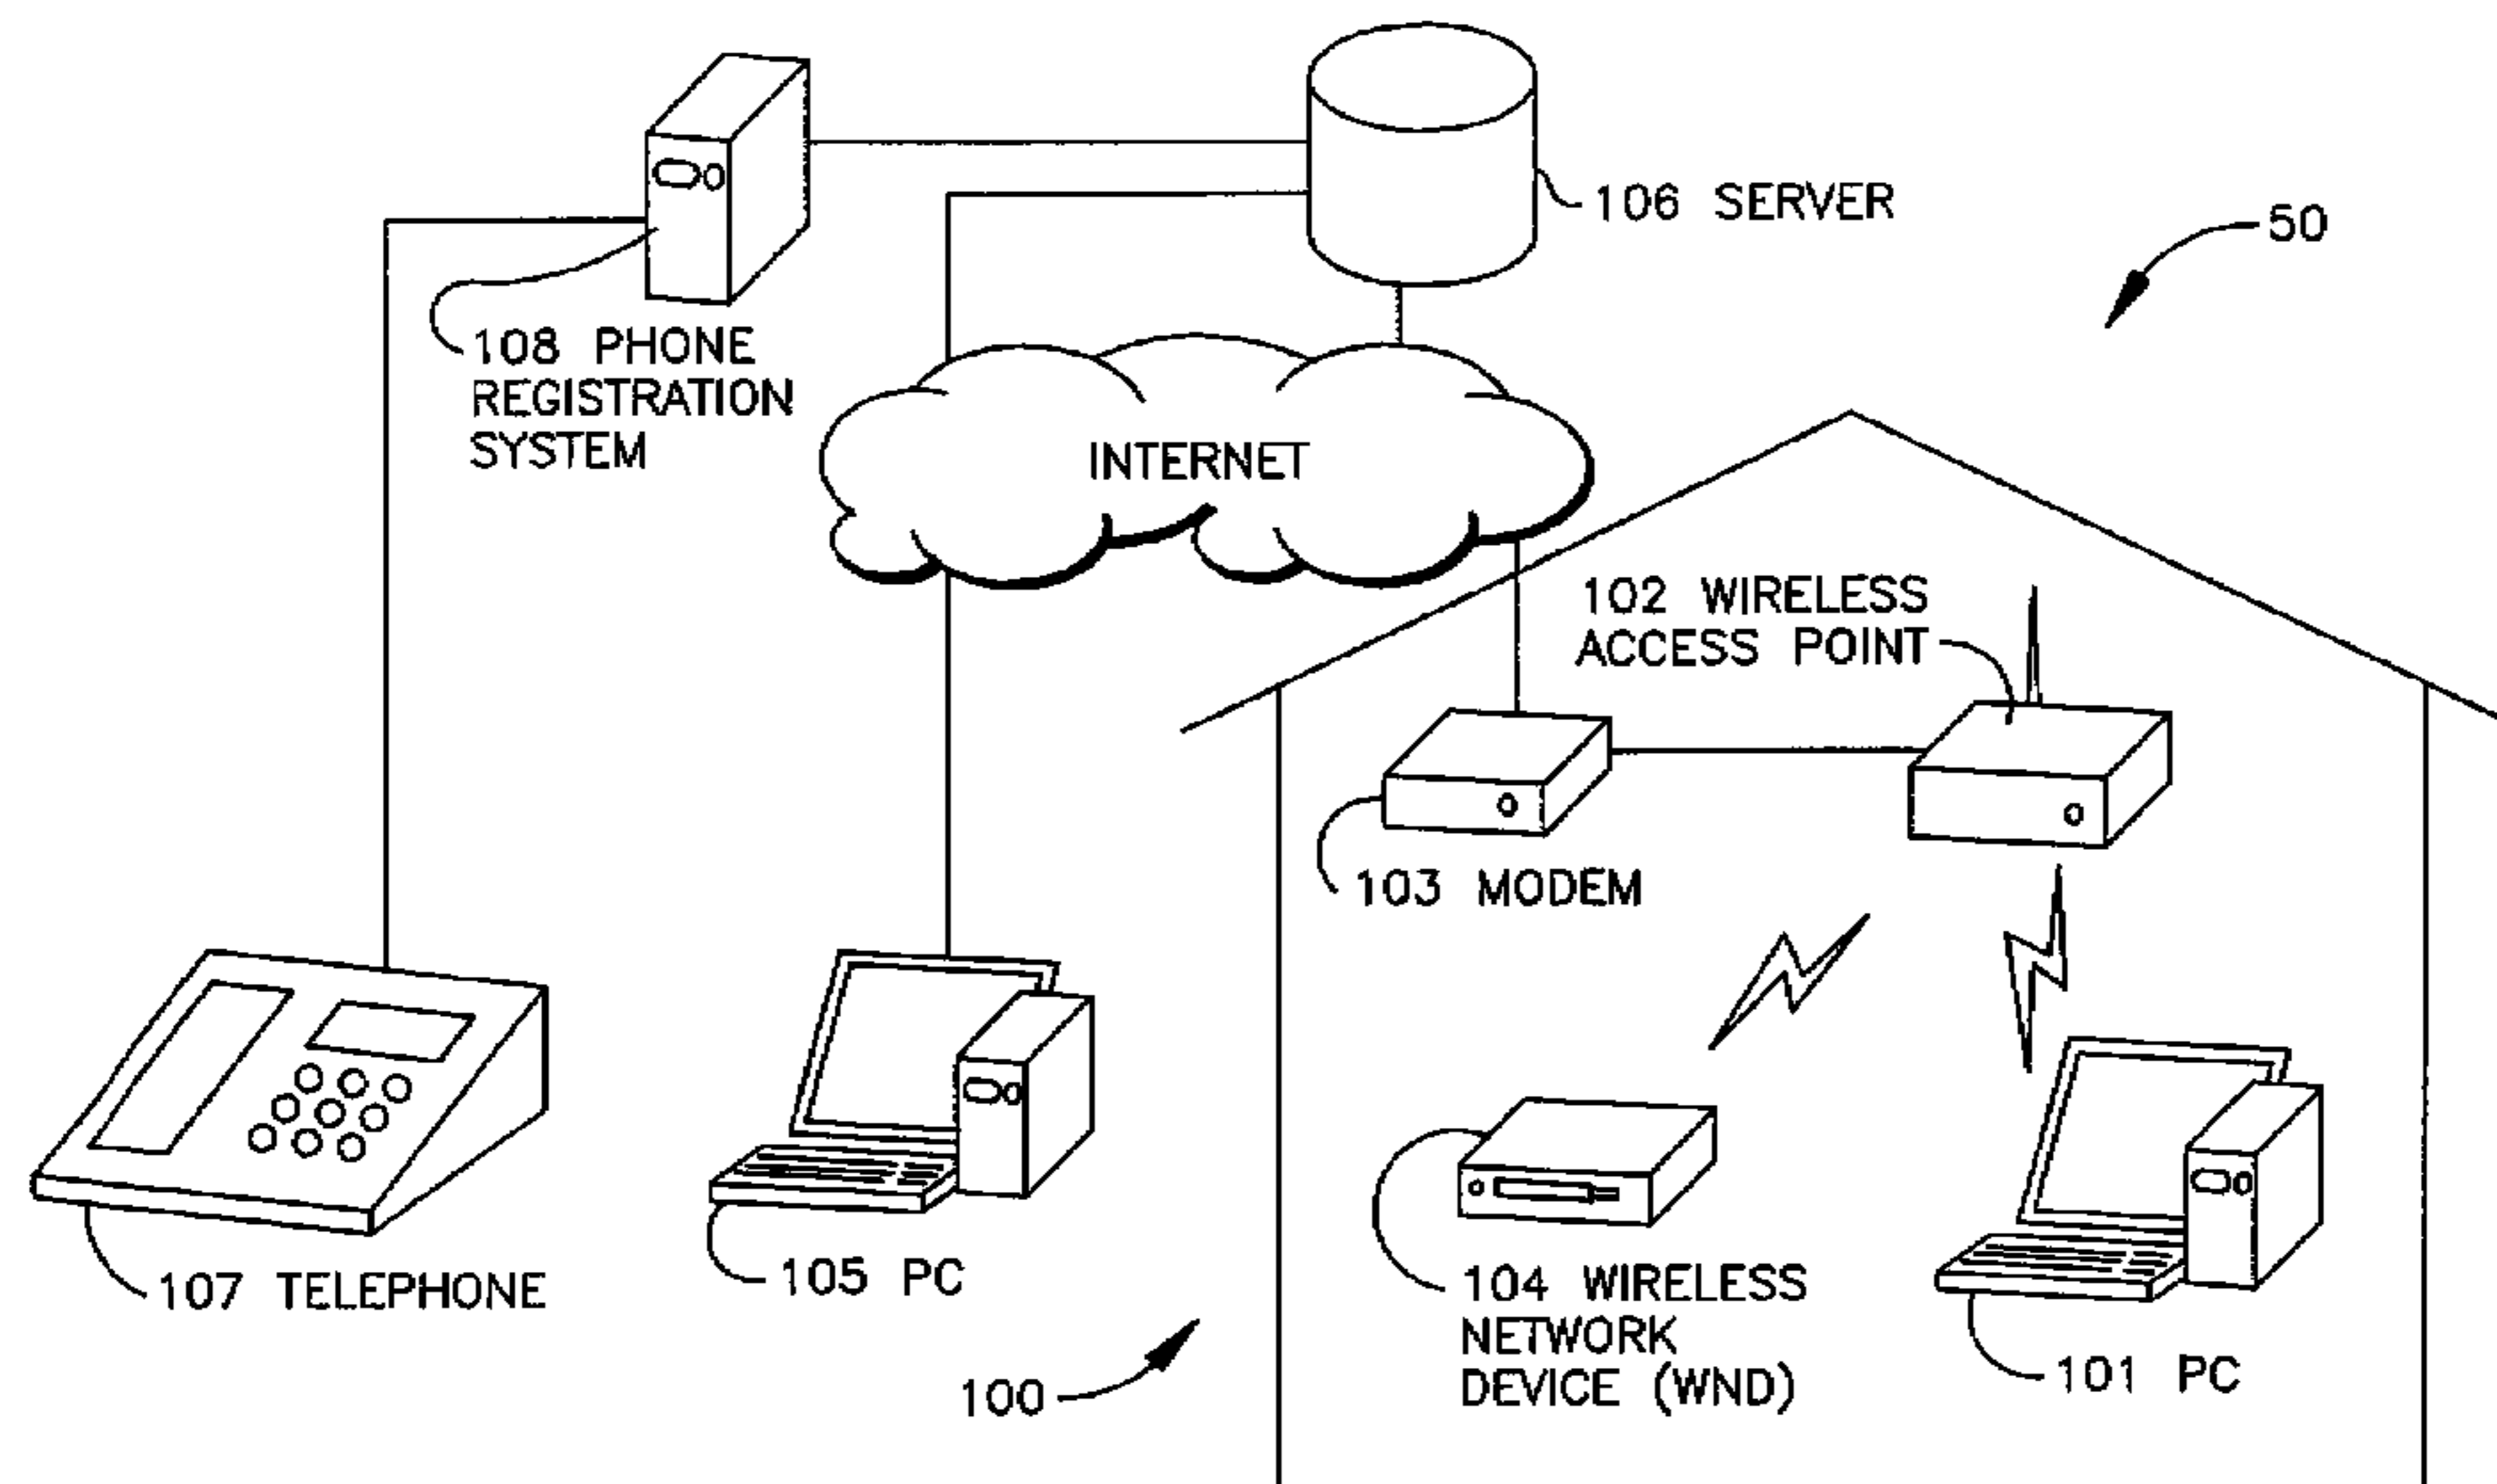 106 SERVER
50
108 PHONE
REGISTRATION
SYSTEM
INTERNET
102 WIRELESS
ACCESS POINT
103 MODEM
107 TELEPHONE
105 PC
104 WIRELESS
NETWORK
DEVICE (WND)
101 PC
100